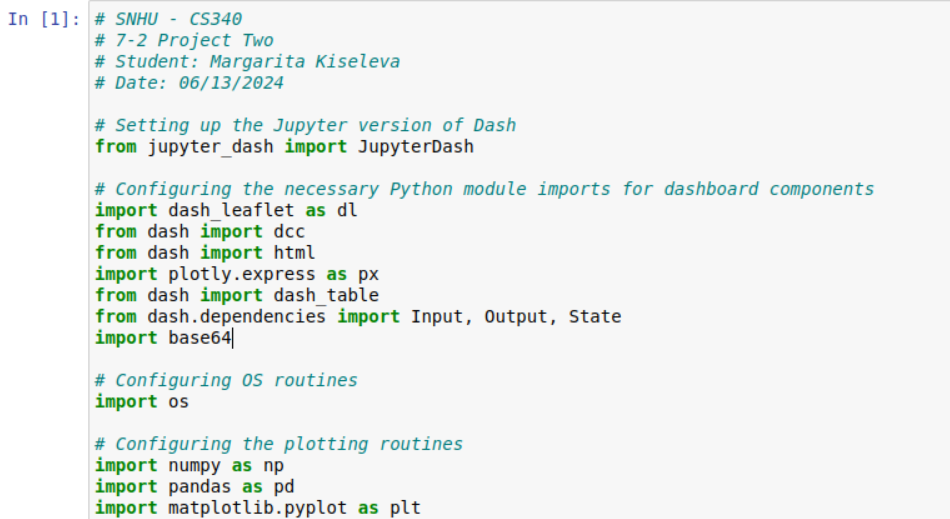 In [1]: # SNHU - CS340
# 7-2 Project Two
# Student: Margarita Kiseleva
# Date: 06/13/2024
# Setting up the Jupyter version of Dash
from jupyter_dash import JupyterDash
# Configuring the necessary Python module imports for dashboard components
import dash_leaflet as dl
from dash import dcc
from dash import html
import plotly.express as px
from dash import dash_table
from dash.dependencies import Input, Output, State
import base64
# Configuring OS routines
import os
# Configuring the plotting routines
import numpy as np
import pandas as pd
import matplotlib.pyplot as plt